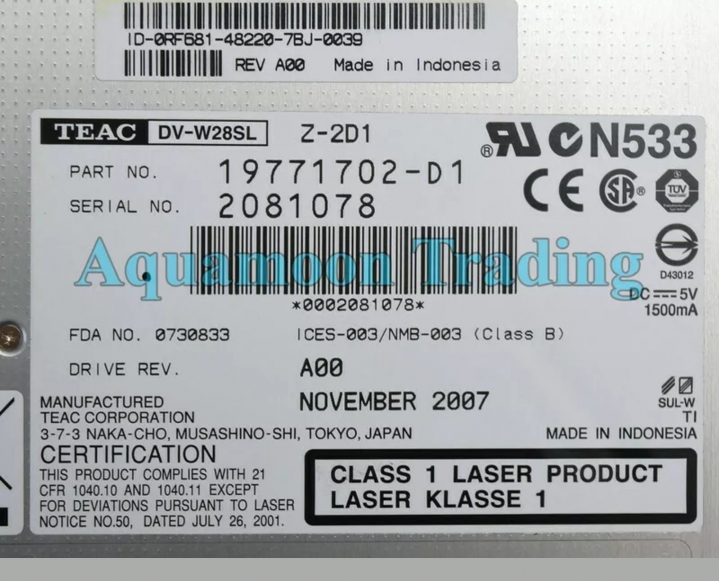 ID-0RF681-48220-7BJ-0039
REV A00 Made in Indonesia
TEAC DV-W28SL Z-2D1
N533
PART NO. 19771702-D1
SERIAL NO. 2081078
CE SA TÜV
Aquamoon Trading
D43012
*0002081078*
DC 5V
1500mA
FDA NO. 0730833 ICES-003/NMB-003 (Class B)
DRIVE REV. A00
MANUFACTURED NOVEMBER 2007
SUL-W
TI
TEAC CORPORATION
3-7-3 NAKA-CHO, MUSASHINO-SHI, TOKYO, JAPAN MADE IN INDONESIA
CERTIFICATION
THIS PRODUCT COMPLIES WITH 21
CFR 1040.10 AND 1040.11 EXCEPT
FOR DEVIATIONS PURSUANT TO LASER
NOTICE NO.50, DATED JULY 26, 2001.
CLASS 1 LASER PRODUCT
LASER KLASSE 1